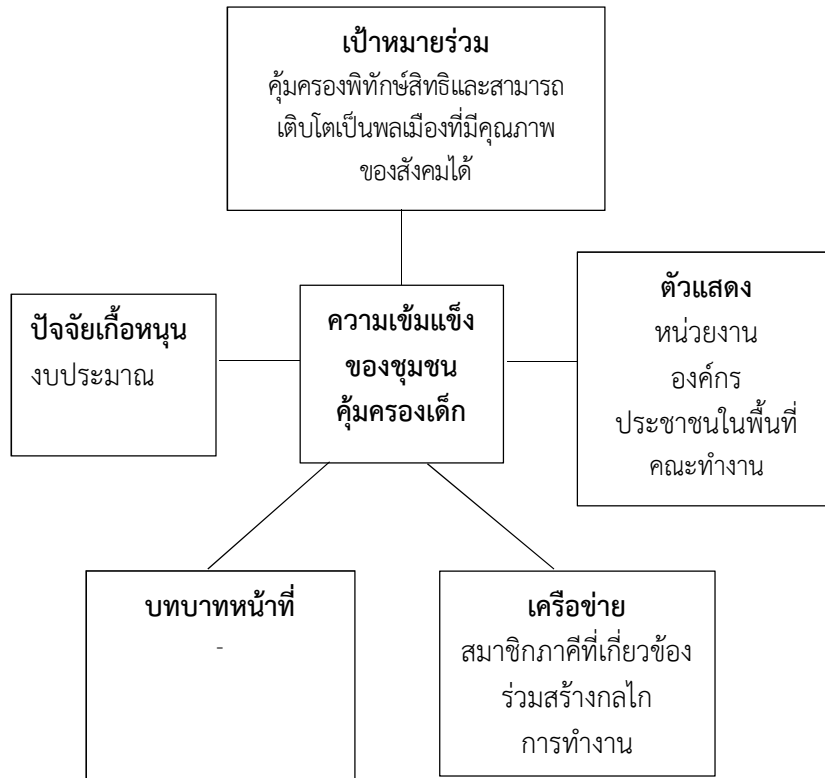 เป้าหมายร่วม
คุ้มครองพิทักษ์สิทธิและสามารถ
เติบโตเป็นพลเมืองที่มีคุณภาพ
ของสังคมได้
ปัจจัยเกื้อหนุน
งบประมาณ
ความเข้มแข็ง
ของชุมชน
คุ้มครองเด็ก
ตัวแสดง
หน่วยงาน
องค์กร
ประชาชนในพื้นที่
คณะทำงาน
บทบาทหน้าที่
-
เครือข่าย
สมาชิกภาคีที่เกี่ยวข้อง
ร่วมสร้างกลไก
การทำงาน